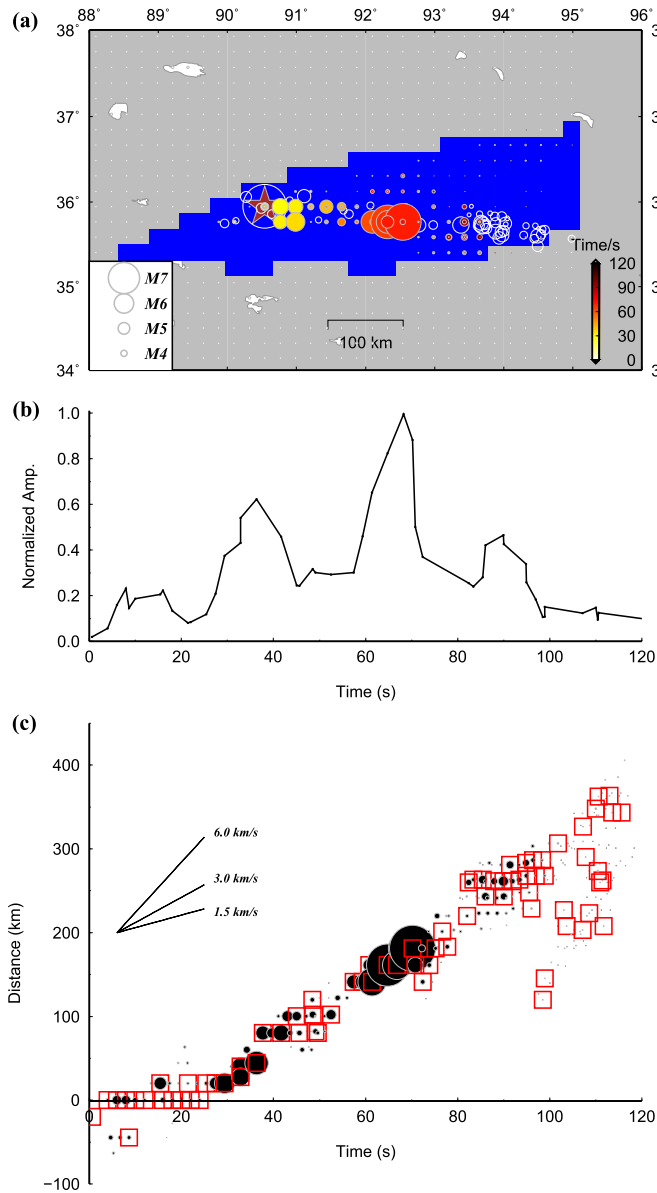 (a)
88˚ 89˚ 90˚ 91˚ 92˚ 93˚ 94˚ 95˚ 96˚
38˚
37˚
36˚
35˚
34˚
M7
M6
M5
M4
100 km
Time/s
120
90
60
30
0
(b)
1.0
0.8
0.6
0.4
0.2
0.0
Normalized Amp.
0 20 40 60 80 100 120
Time (s)
(c)
400
300
200
100
0
−100
Distance (km)
6.0 km/s
3.0 km/s
1.5 km/s
0 20 40 60 80 100 120
Time (s)